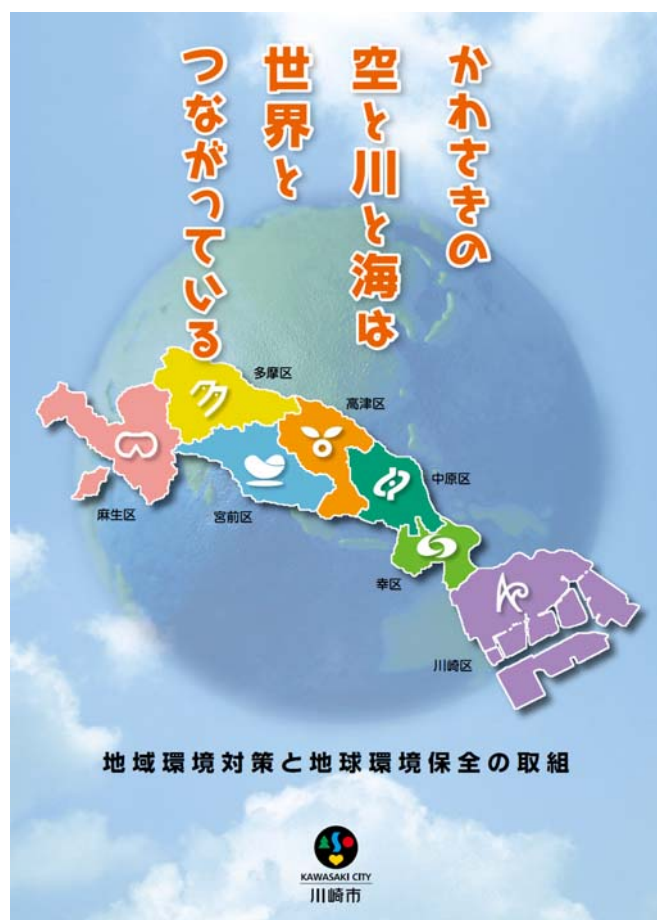 かわさきの
空と川と海は
世界と
つながっている
多摩区
高津区
中原区
麻生区
宮前区
幸区
川崎区
地域環境対策と地球環境保全の取組
KAWASAKI CITY
川崎市